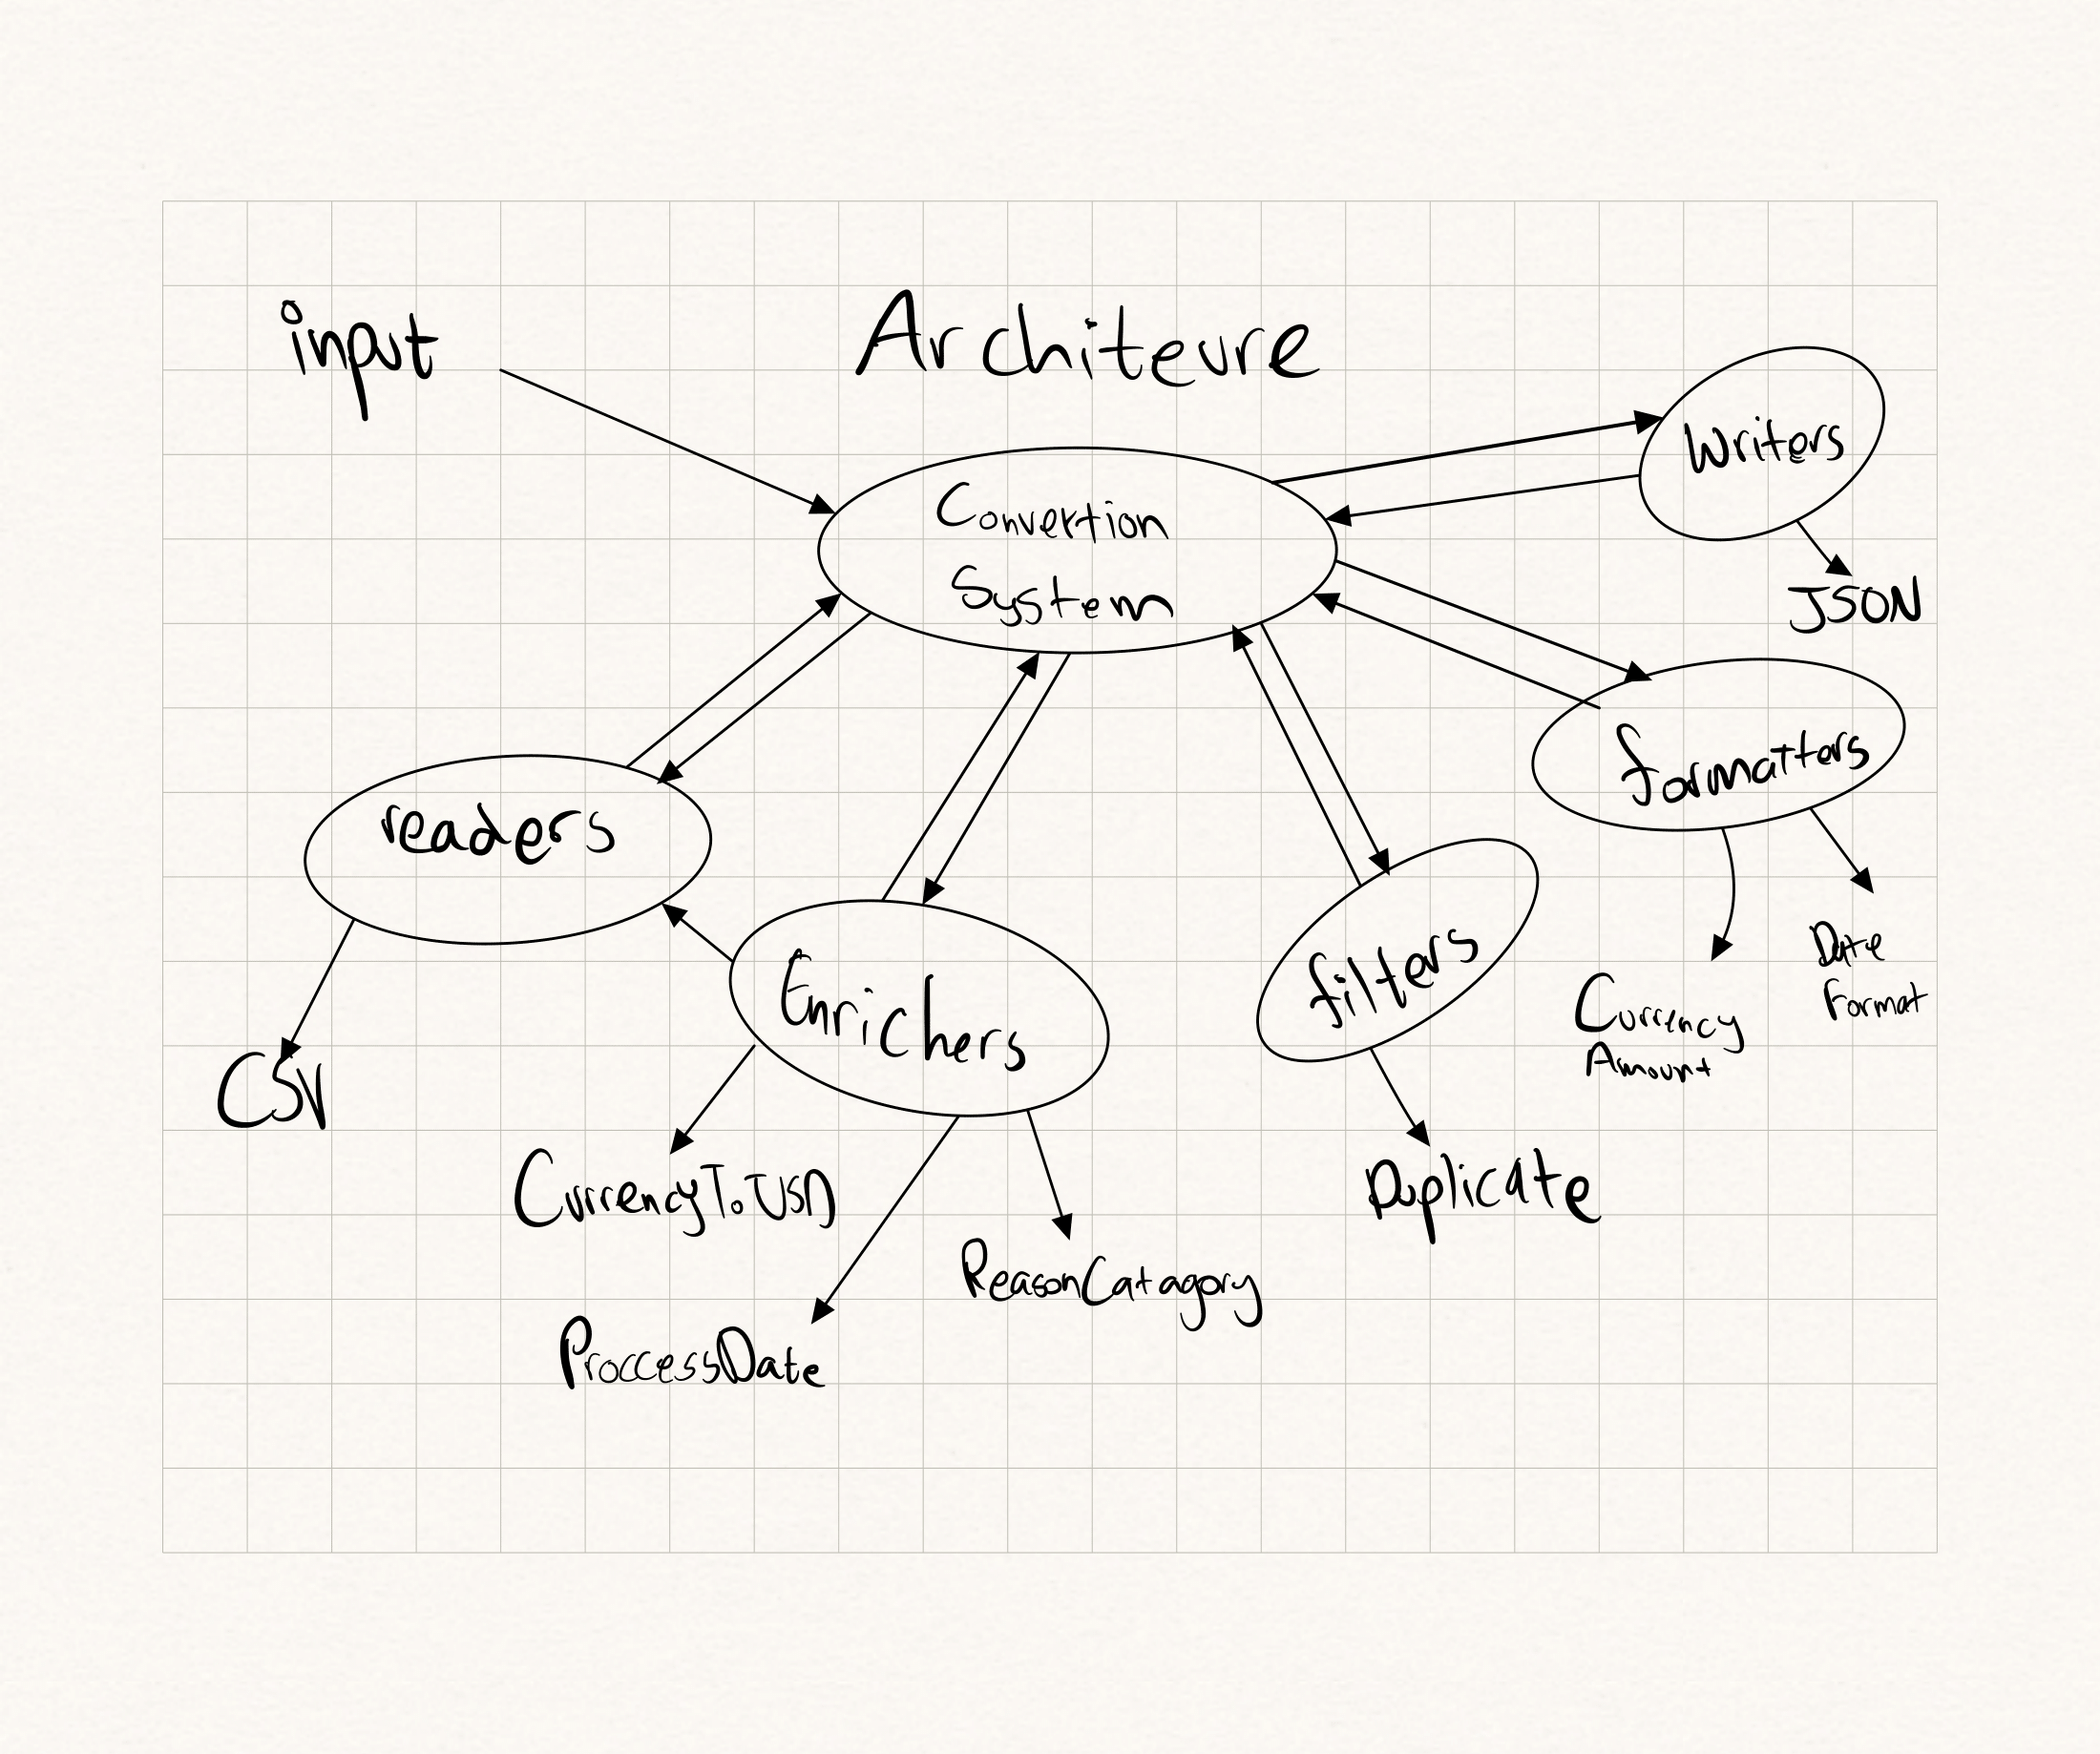 input
Architeure
Writers
Convertion
System
JSON
formatters
readers
Enrichers
filters
Date
Format
Currency
Amount
CSV
CurrencyToUSD
Duplicate
ReasonCatagory
ProccessDate